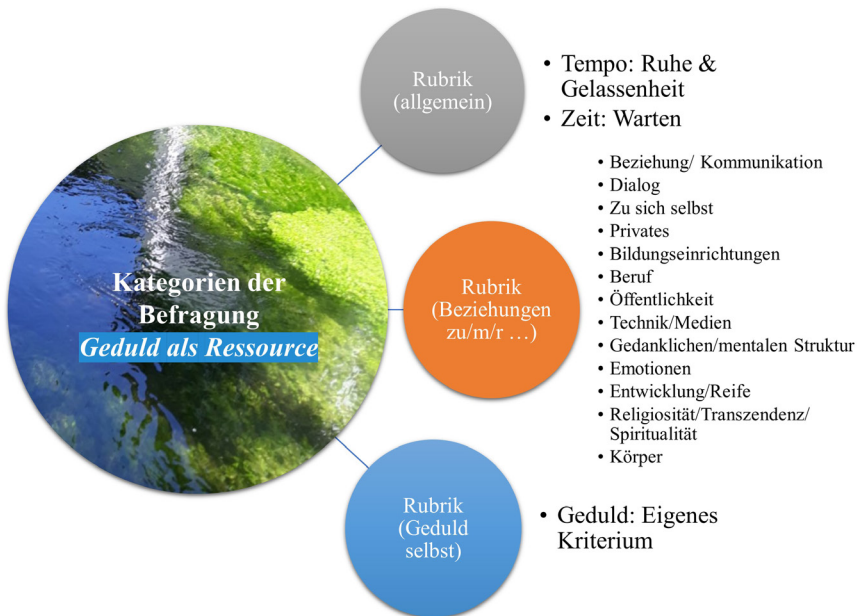 Kategorien der
Befragung
Geduld als Ressource
Rubrik
(allgemein)
• Tempo: Ruhe &
Gelassenheit
• Zeit: Warten
Rubrik
(Beziehungen
zu/m/r …)
• Beziehung/ Kommunikation
• Dialog
• Zu sich selbst
• Privates
• Bildungseinrichtungen
• Beruf
• Öffentlichkeit
• Technik/Medien
• Gedanklichen/mentalen Struktur
• Emotionen
• Entwicklung/Reife
• Religiosität/Transzendenz/
Spiritualität
• Körper
Rubrik
(Geduld
selbst)
• Geduld: Eigenes
Kriterium